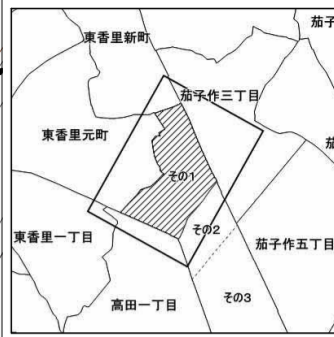 茄子
東香里新町
茄子作三丁目
東香里元町
茄
その1
東香里一丁目
その2
茄子作五丁目
高田一丁目
その3